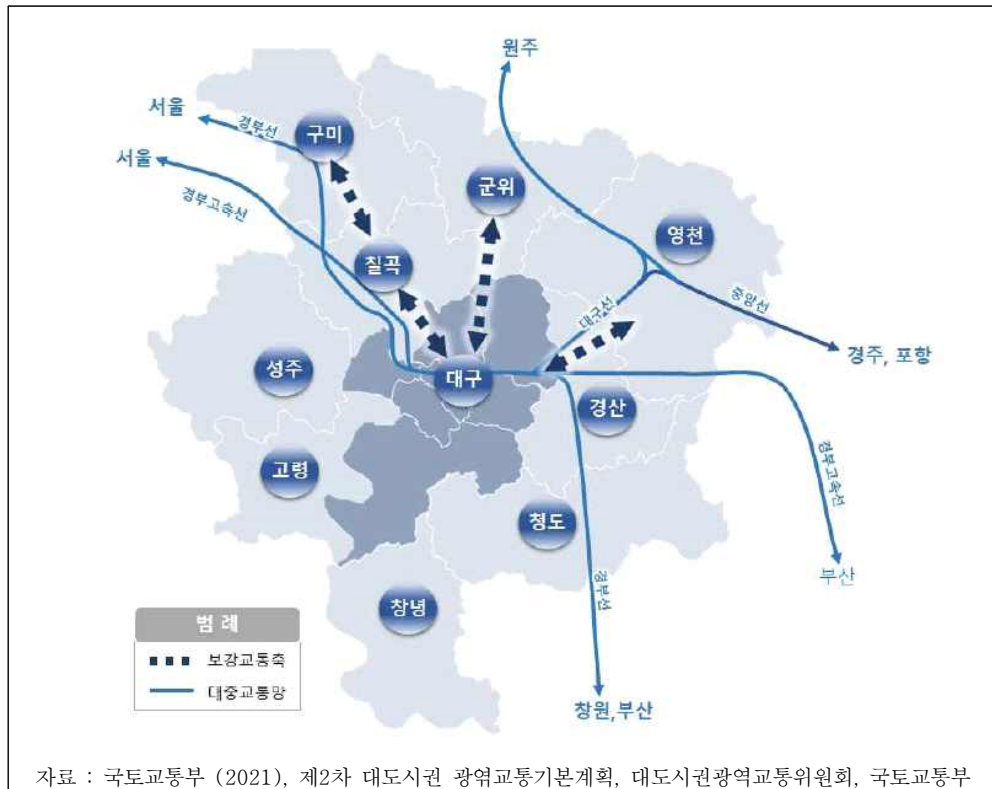 원주
서울
경부선
구미
서울
경부고속선
군위
영천
칠곡
대구선
중앙선
경주, 포항
성주
대구
경산
고령
경부고속선
청도
부산
창녕
경부선
범 례
보강교통축
대중교통망
창원,부산
자료 : 국토교통부 (2021), 제2차 대도시권 광엮교통기본계획, 대도시권광역교통위원회, 국토교통부